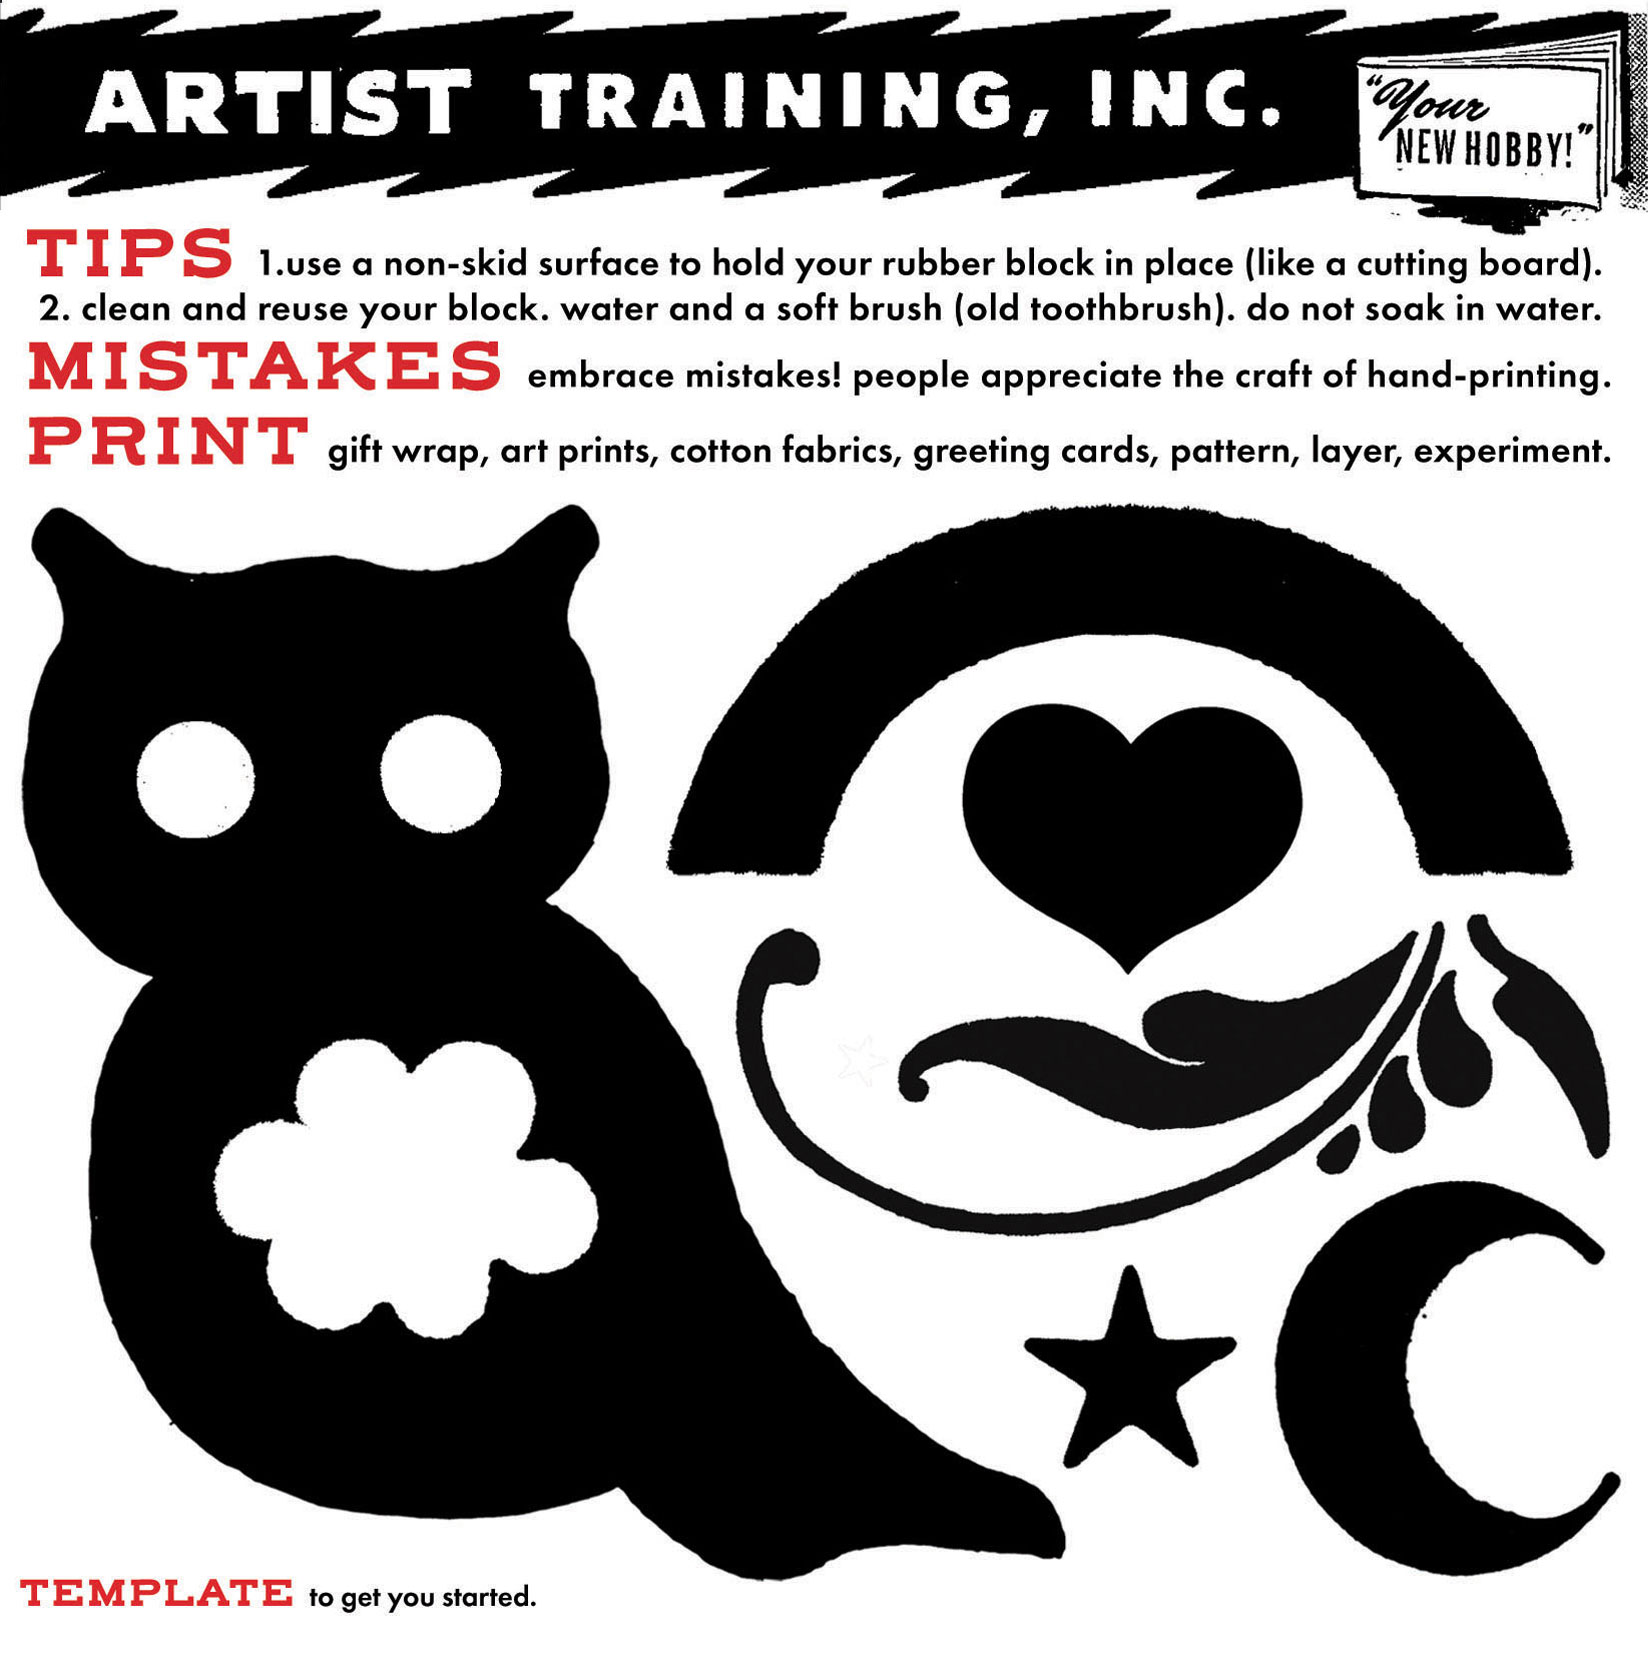 ARTIST TRAINING, INC.
"Your
NEW HOBBY!"
TIPS 1.use a non-skid surface to hold your rubber block in place (like a cutting board).
2. clean and reuse your block. water and a soft brush (old toothbrush). do not soak in water.
MISTAKES embrace mistakes! people appreciate the craft of hand-printing.
PRINT gift wrap, art prints, cotton fabrics, greeting cards, pattern, layer, experiment.
TEMPLATE to get you started.